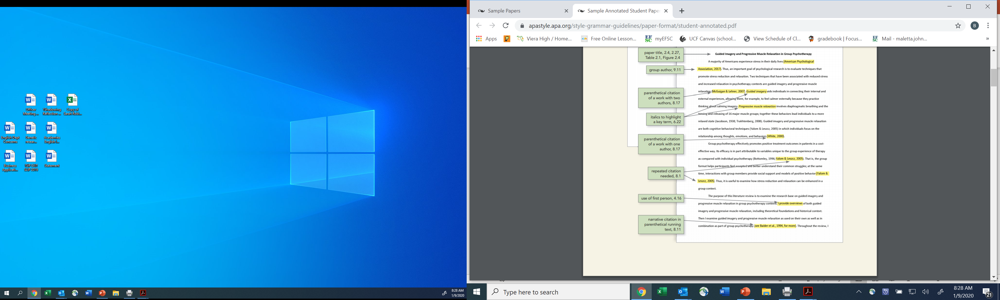 Officer
Meeting ...
1Shadowing
Reflection ...
Copy of
Sarah Robi...
English Dept
Concerns
Genetic
resear...
Academies
English I...
Business
Applicati...
1SIP EXIT
SLIP 2019
Statement
8:28 AM
1/9/2020
Sample Papers
Sample Annotated Student Paper
apastyle.apa.org/style-grammar-guidelines/paper-format/student-annotated.pdf
B
Apps
Viera High / Home...
Free Online Lesson...
EFSC
myEFSC
UCF Canvas (school...
View Schedule of Cl...
gradebook | Focus...
EFSC
Mail - maletta.john...
»
paper title, 2.4, 2.27,
Table 2.1, Figure 2.4
group author, 9.11
parenthetical citation
of a work with two
authors, 8.17
italics to highlight
a key term, 6.22
parenthetical citation
of a work with one
author, 8.17
repeated citation
needed, 8.1
use of first person, 4.16
narrative citation in
parenthetical running
text, 8.11
Guided Imagery and Progressive Muscle Relaxation in Group Psychotherapy
A majority of Americans experience stress in their daily lives (American Psychological
Association, 2017). Thus, an important goal of psychological research is to evaluate techniques that
promote stress reduction and relaxation. Two techniques that have been associated with reduced stress
and increased relaxation in psychotherapy contexts are guided imagery and progressive muscle
relaxation (McGuigan & Lehrer, 2007). Guided imagery aids individuals in connecting their internal and
external experiences, allowing them, for example, to feel calmer externally because they practice
thinking about calming imagery. Progressive muscle relaxation involves diaphragmatic breathing and the
tensing and releasing of 16 major muscle groups; together these behaviors lead individuals to a more
relaxed state (Jacobson, 1938; Trakhtenberg, 2008). Guided imagery and progressive muscle relaxation
are both cognitive behavioral techniques (Yalom & Leszcz, 2005) in which individuals focus on the
relationship among thoughts, emotions, and behaviors (White, 2000).
Group psychotherapy effectively promotes positive treatment outcomes in patients in a cost-
effective way. Its efficacy is in part attributable to variables unique to the group experience of therapy
as compared with individual psychotherapy (Bottomley, 1996; Yalom & Leszcz, 2005). That is, the group
format helps participants feel accepted and better understand their common struggles; at the same
time, interactions with group members provide social support and models of positive behavior (Yalom &
Leszcz, 2005). Thus, it is useful to examine how stress reduction and relaxation can be enhanced in a
group context.
The purpose of this literature review is to examine the research base on guided imagery and
progressive muscle relaxation in group psychotherapy contexts. I provide overviews of both guided
imagery and progressive muscle relaxation, including theoretical foundations and historical context.
Then I examine guided imagery and progressive muscle relaxation as used on their own as well as in
combination as part of group psychotherapy (see Baider et al., 1994, for more). Throughout the review, I
Type here to search
8:28 AM
1/9/2020
21